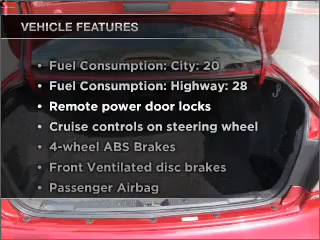 VEHICLE FEATURES
• Fuel Consumption: City: 20
• Fuel Consumption: Highway: 28
• Remote power door locks
• Cruise controls on steering wheel
• 4-wheel ABS Brakes
• Front Ventilated disc brakes
• Passenger Airbag